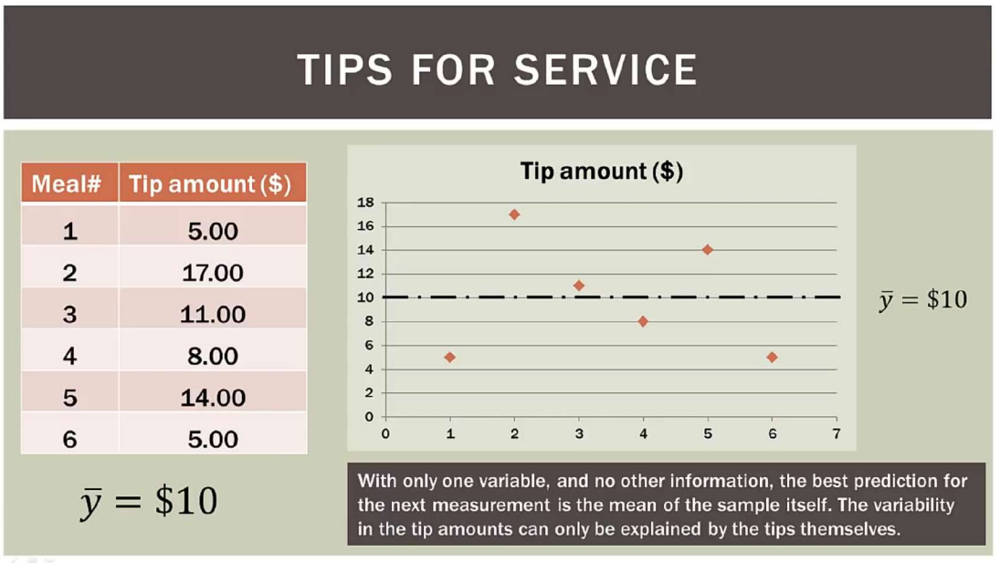 TIPS FOR SERVICE
Meal# Tip amount ($)
1 5.00
2 17.00
3 11.00
4 8.00
5 14.00
6 5.00
ȳ = $10
Tip amount ($)
18
16
14
12
10
8
6
4
2
0
0 1 2 3 4 5 6 7
ȳ = $10
With only one variable, and no other information, the best prediction for
the next measurement is the mean of the sample itself. The variability
in the tip amounts can only be explained by the tips themselves.